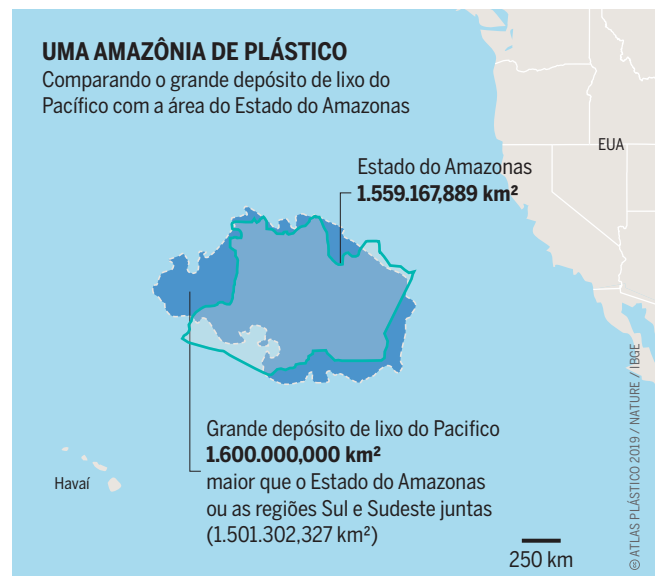 UMA AMAZÔNIA DE PLÁSTICO
Comparando o grande depósito de lixo do
Pacífico com a área do Estado do Amazonas
EUA
Estado do Amazonas
1.559.167,889 km²
Grande depósito de lixo do Pacifico
1.600.000,000 km²
maior que o Estado do Amazonas
ou as regiões Sul e Sudeste juntas
(1.501.302,327 km²)
Havaí
250 km
ATLAS PLÁSTICO 2019 / NATURE / IBGE